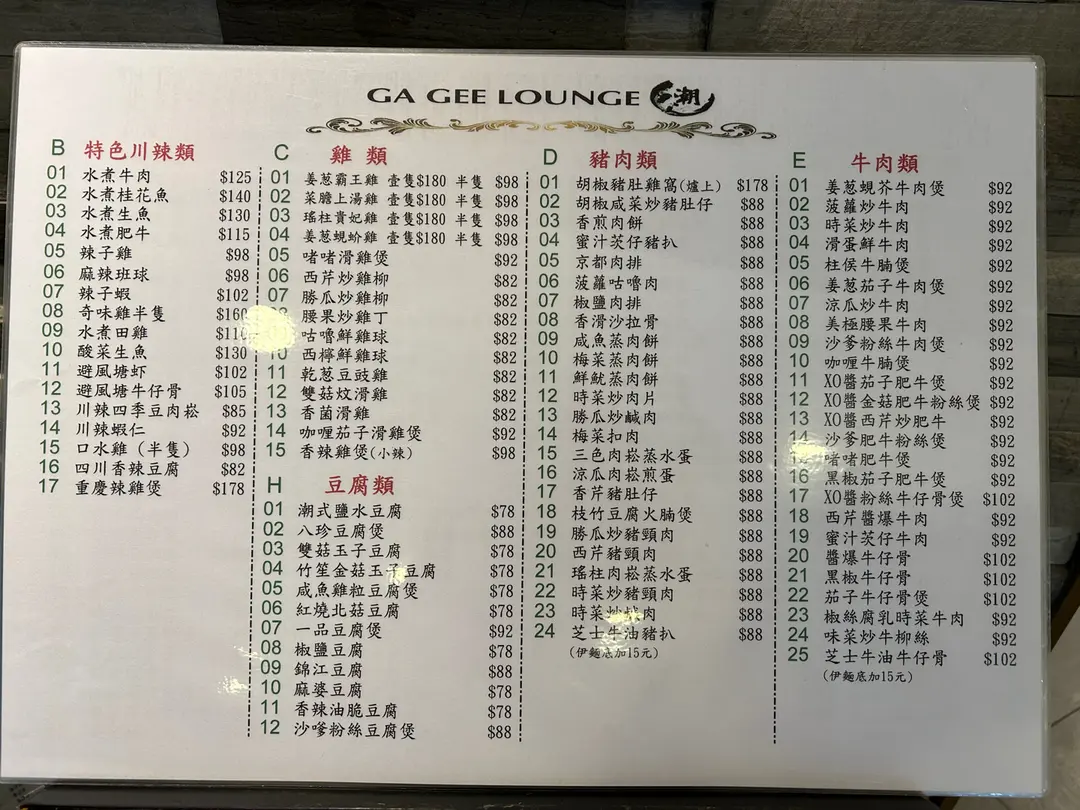 GA GEE LOUNGE 潮
B 特色川辣類
01 水煮牛肉 $125
02 水煮桂花魚 $140
03 水煮生魚 $130
04 水煮肥牛 $115
05 辣子雞 $98
06 麻辣班球 $98
07 辣子蝦 $102
08 奇味雞半隻 $160
09 水煮田雞 $110
10 酸菜生魚 $130
11 避風塘虾 $102
12 避風塘牛仔骨 $105
13 川辣四季豆肉崧 $85
14 川辣蝦仁 $92
15 口水雞（半隻） $98
16 四川香辣豆腐 $82
17 重慶辣雞煲 $178
C 雞類
01 姜葱霸王雞 壹隻$180 半隻 $98
02 菜膽上湯雞 壹隻$180 半隻 $98
03 瑤柱貴妃雞 壹隻$180 半隻 $98
04 姜葱蜆蚧雞 壹隻$180 半隻 $98
05 啫啫滑雞煲 $92
06 西芹炒雞柳 $82
07 勝瓜炒雞柳 $82
腰果炒雞丁 $82
咕嚕鮮雞球 $82
10 西檸鮮雞球 $82
11 乾葱豆豉雞 $82
12 雙菇炆滑雞 $82
13 香菌滑雞 $82
14 咖喱茄子滑雞煲 $92
15 香辣雞煲(小辣) $98
H 豆腐類
01 潮式鹽水豆腐 $78
02 八珍豆腐煲 $88
03 雙菇玉子豆腐 $78
04 竹笙金菇玉子豆腐 $78
05 咸魚雞粒豆腐煲 $78
06 紅燒北菇豆腐 $78
07 一品豆腐煲 $92
08 椒鹽豆腐 $78
09 錦江豆腐 $88
10 麻婆豆腐 $78
11 香辣油脆豆腐 $78
12 沙嗲粉絲豆腐煲 $88
D 豬肉類
01 胡椒豬肚雞窩(爐上) $178
02 胡椒咸菜炒豬肚仔 $88
03 香煎肉餅 $88
04 蜜汁茨仔豬扒 $88
05 京都肉排 $88
06 菠蘿咕嚕肉 $88
07 椒鹽肉排 $88
08 香滑沙拉骨 $88
09 咸魚蒸肉餅 $88
10 梅菜蒸肉餅 $88
11 鮮魷蒸肉餅 $88
12 時菜炒肉片 $88
13 勝瓜炒鹹肉 $88
14 梅菜扣肉 $88
15 三色肉崧蒸水蛋 $88
16 涼瓜肉崧煎蛋 $88
17 香芹豬肚仔 $88
18 枝竹豆腐火腩煲 $88
19 勝瓜炒豬頸肉 $88
20 西芹豬頸肉 $88
21 瑤柱肉崧蒸水蛋 $88
22 時菜炒豬頸肉 $88
23 時菜炒肉 $88
24 芝士牛油豬扒 $88
(伊麵底加15元)
E 牛肉類
01 姜葱蜆芥牛肉煲 $92
02 菠蘿炒牛肉 $92
03 時菜炒牛肉 $92
04 滑蛋鮮牛肉 $92
05 柱侯牛腩煲 $92
06 姜葱茄子牛肉煲 $92
07 涼瓜炒牛肉 $92
08 美極腰果牛肉 $92
09 沙爹粉絲牛肉煲 $92
10 咖喱牛腩煲 $92
11 XO醬茄子肥牛煲 $92
12 XO醬金菇肥牛粉絲煲 $92
13 XO醬西芹炒肥牛 $92
14 沙爹肥牛粉絲煲 $92
啫啫肥牛煲 $92
16 黑椒茄子肥牛煲 $92
17 XO醬粉絲牛仔骨煲 $102
18 西芹醬爆牛肉 $92
19 蜜汁茨仔牛肉 $92
20 醬爆牛仔骨 $102
21 黑椒牛仔骨 $102
22 茄子牛仔骨煲 $102
23 椒絲腐乳時菜牛肉 $92
24 味菜炒牛柳絲 $92
25 芝士牛油牛仔骨 $102
(伊麵底加15元)